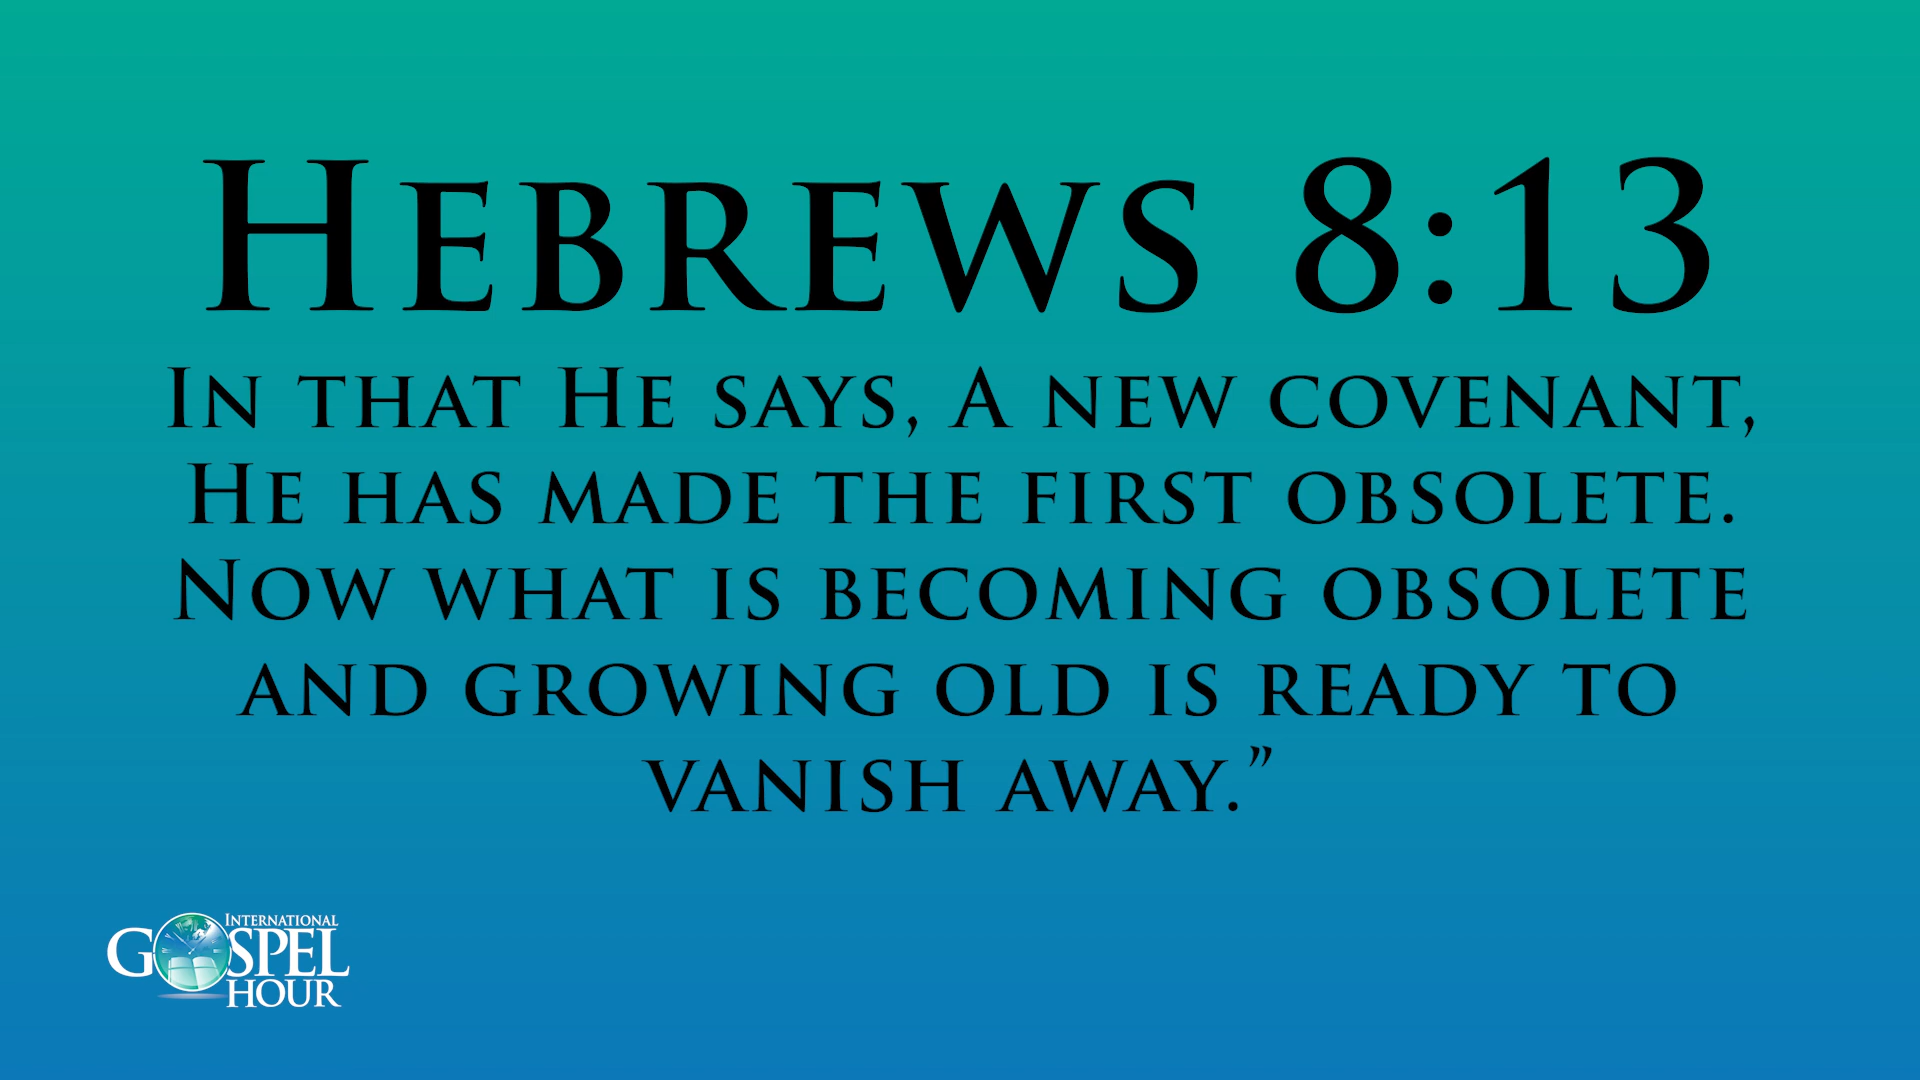 Hebrews 8:13
In that He says, A new covenant,
He has made the first obsolete.
Now what is becoming obsolete
and growing old is ready to
vanish away.”
International
Gospel
Hour